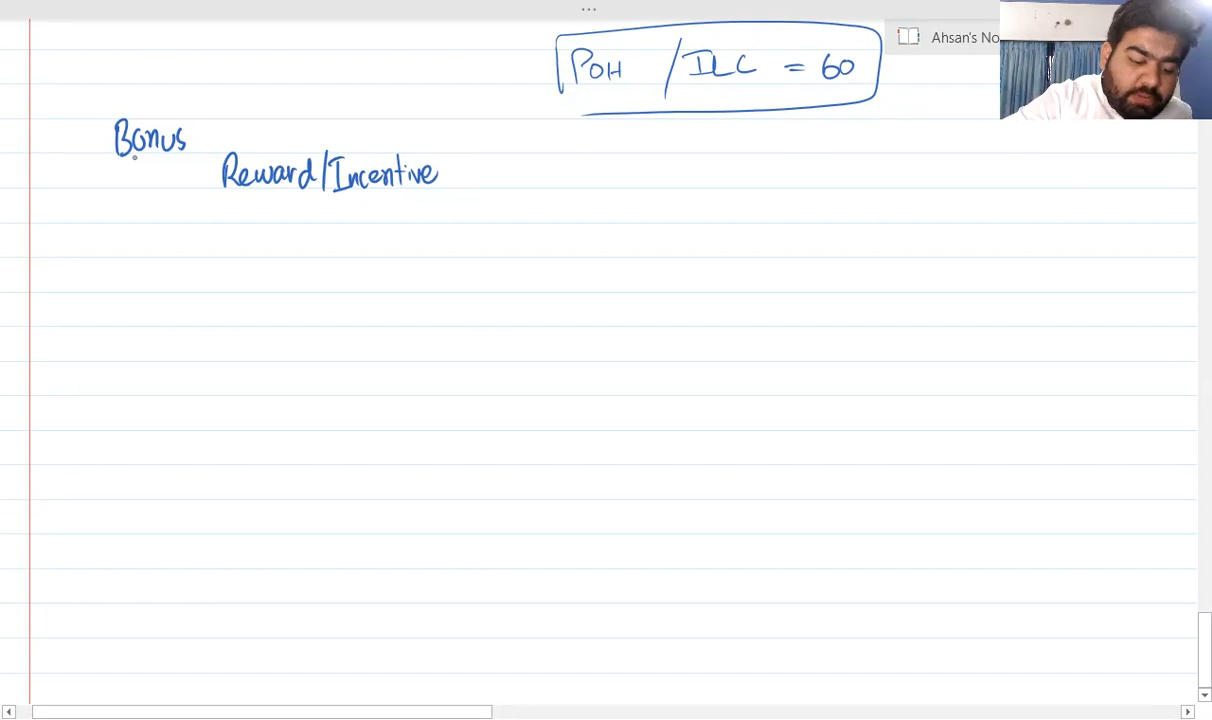 POH / ILC = 60
Ahsan's No
Bonus
Reward/Incentive